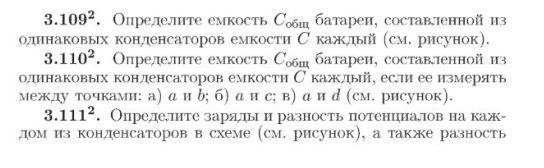 3.109². Определите емкость Cобщ батареи, составленной из
одинаковых конденсаторов емкости C каждый (см. рисунок).
3.110². Определите емкость Cобщ батареи, составленной из
одинаковых конденсаторов емкости C каждый, если ее измерять
между точками: а) a и b; б) a и c; в) a и d (см. рисунок).
3.111². Определите заряды и разность потенциалов на каж-
дом из конденсаторов в схеме (см. рисунок), а также разность